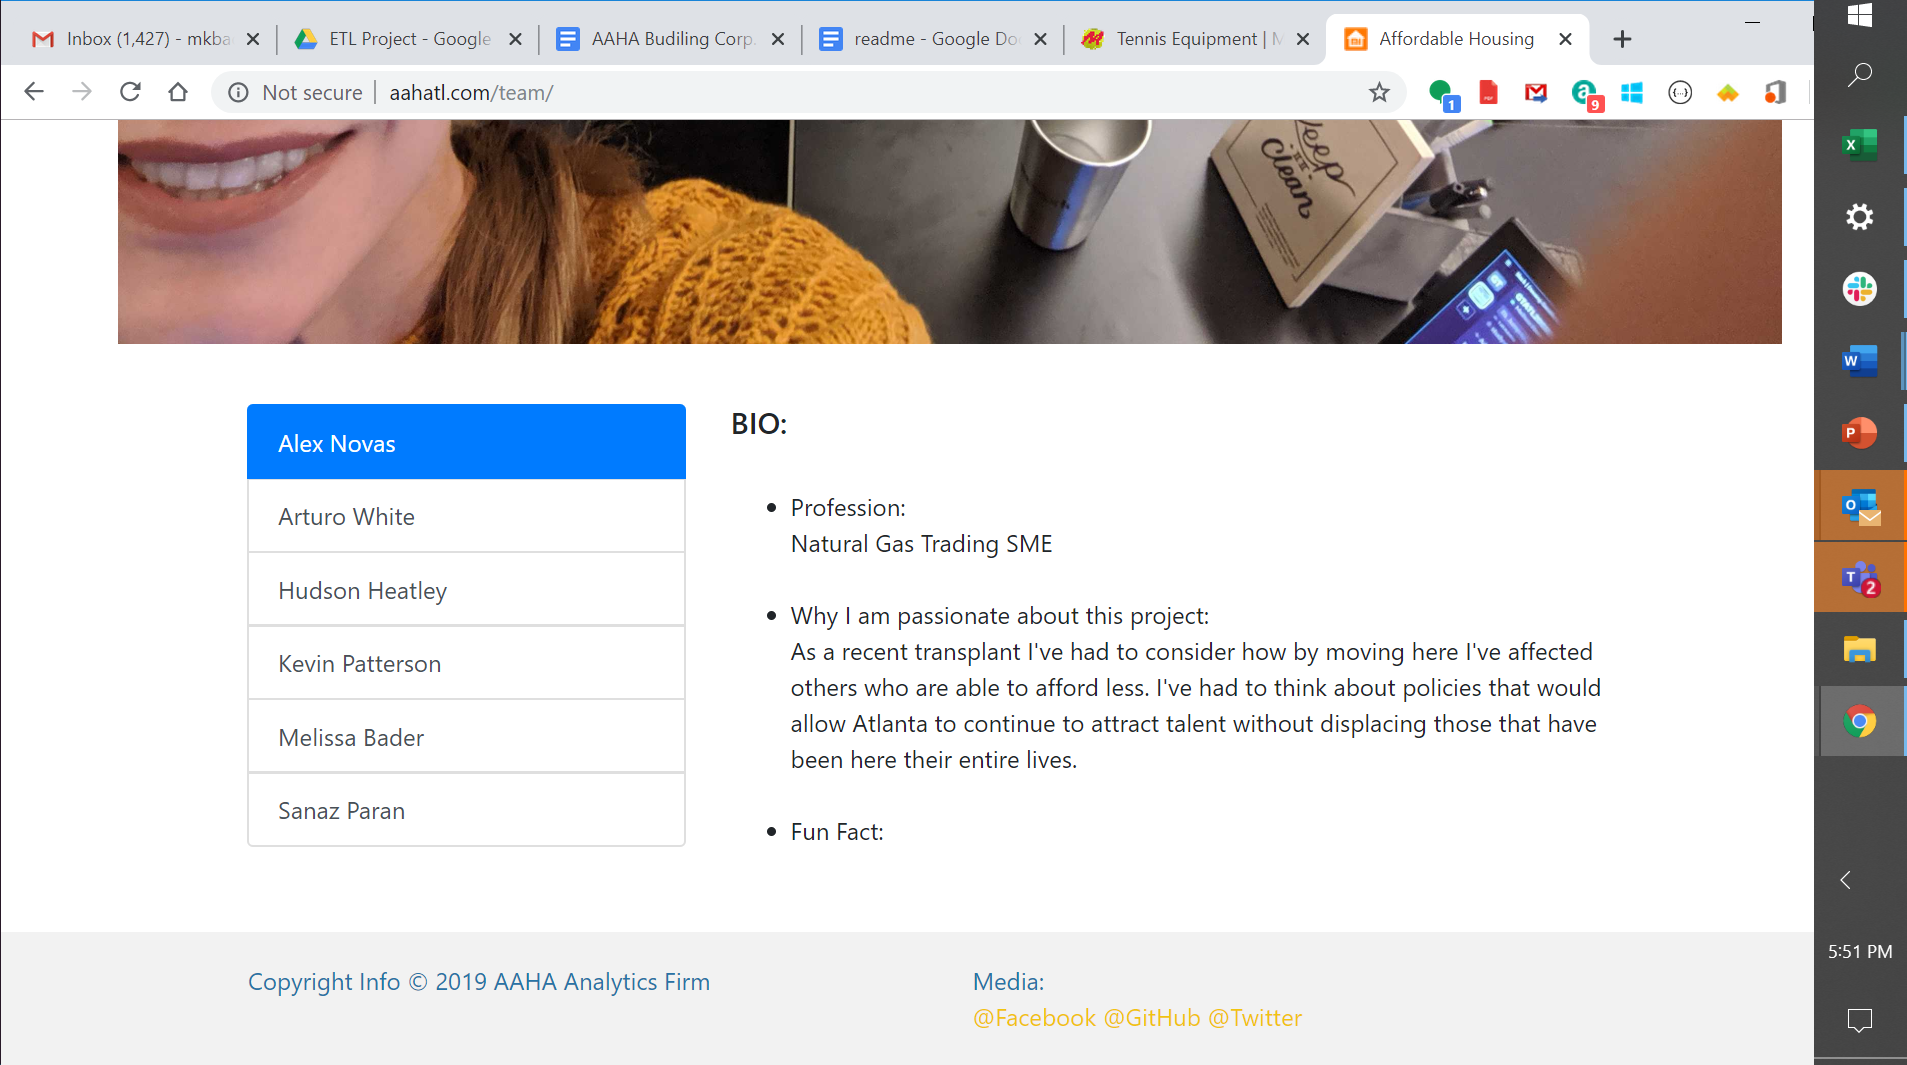 Inbox (1,427) - mkba
ETL Project - Google
AAHA Budiling Corp.
readme - Google Do
Tennis Equipment | M
Affordable Housing
Not secure
aahatl.com/team/
1
9
keep
clean
Alex Novas
Arturo White
Hudson Heatley
Kevin Patterson
Melissa Bader
Sanaz Paran
BIO:
Profession:
Natural Gas Trading SME
Why I am passionate about this project:
As a recent transplant I've had to consider how by moving here I've affected
others who are able to afford less. I've had to think about policies that would
allow Atlanta to continue to attract talent without displacing those that have
been here their entire lives.
Fun Fact:
Copyright Info © 2019 AAHA Analytics Firm
Media:
@Facebook @GitHub @Twitter
2
5:51 PM